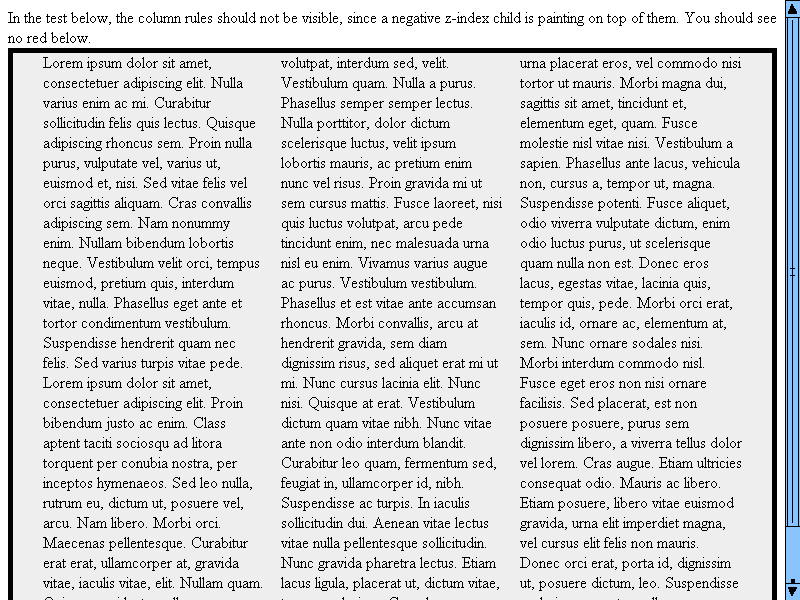 In the test below, the column rules should not be visible, since a negative z-index child is painting on top of them. You should see
no red below.
Lorem ipsum dolor sit amet,
consectetuer adipiscing elit. Nulla
varius enim ac mi. Curabitur
sollicitudin felis quis lectus. Quisque
adipiscing rhoncus sem. Proin nulla
purus, vulputate vel, varius ut,
euismod et, nisi. Sed vitae felis vel
orci sagittis aliquam. Cras convallis
adipiscing sem. Nam nonummy
enim. Nullam bibendum lobortis
neque. Vestibulum velit orci, tempus
euismod, pretium quis, interdum
vitae, nulla. Phasellus eget ante et
tortor condimentum vestibulum.
Suspendisse hendrerit quam nec
felis. Sed varius turpis vitae pede.
Lorem ipsum dolor sit amet,
consectetuer adipiscing elit. Proin
bibendum justo ac enim. Class
aptent taciti sociosqu ad litora
torquent per conubia nostra, per
inceptos hymenaeos. Sed leo nulla,
rutrum eu, dictum ut, posuere vel,
arcu. Nam libero. Morbi orci.
Maecenas pellentesque. Curabitur
erat erat, ullamcorper at, gravida
vitae, iaculis vitae, elit. Nullam quam.
volutpat, interdum sed, velit.
Vestibulum quam. Nulla a purus.
Phasellus semper semper lectus.
Nulla porttitor, dolor dictum
scelerisque luctus, velit ipsum
lobortis mauris, ac pretium enim
nunc vel risus. Proin gravida mi ut
sem cursus mattis. Fusce laoreet, nisi
quis luctus volutpat, arcu pede
tincidunt enim, nec malesuada urna
nisl eu enim. Vivamus varius augue
ac purus. Vestibulum vestibulum.
Phasellus et est vitae ante accumsan
rhoncus. Morbi convallis, arcu at
hendrerit gravida, sem diam
dignissim risus, sed aliquet erat mi ut
mi. Nunc cursus lacinia elit. Nunc
nisi. Quisque at erat. Vestibulum
dictum quam vitae nibh. Nunc vitae
ante non odio interdum blandit.
Curabitur leo quam, fermentum sed,
feugiat in, ullamcorper id, nibh.
Suspendisse ac turpis. In iaculis
sollicitudin dui. Aenean vitae lectus
vitae nulla pellentesque sollicitudin.
Nunc gravida pharetra lectus. Etiam
lacus ligula, placerat ut, dictum vitae,
urna placerat eros, vel commodo nisi
tortor ut mauris. Morbi magna dui,
sagittis sit amet, tincidunt et,
elementum eget, quam. Fusce
molestie nisl vitae nisi. Vestibulum a
sapien. Phasellus ante lacus, vehicula
non, cursus a, tempor ut, magna.
Suspendisse potenti. Fusce aliquet,
odio viverra vulputate dictum, enim
odio luctus purus, ut scelerisque
quam nulla non est. Donec eros
lacus, egestas vitae, lacinia quis,
tempor quis, pede. Morbi orci erat,
iaculis id, ornare ac, elementum at,
sem. Nunc ornare sodales nisi.
Morbi interdum commodo nisl.
Fusce eget eros non nisi ornare
facilisis. Sed placerat, est non
posuere posuere, purus sem
dignissim libero, a viverra tellus dolor
vel lorem. Cras augue. Etiam ultricies
consequat odio. Mauris ac libero.
Etiam posuere, libero vitae euismod
gravida, urna elit imperdiet magna,
vel cursus elit felis non mauris.
Donec orci erat, porta id, dignissim
ut, posuere dictum, leo. Suspendisse